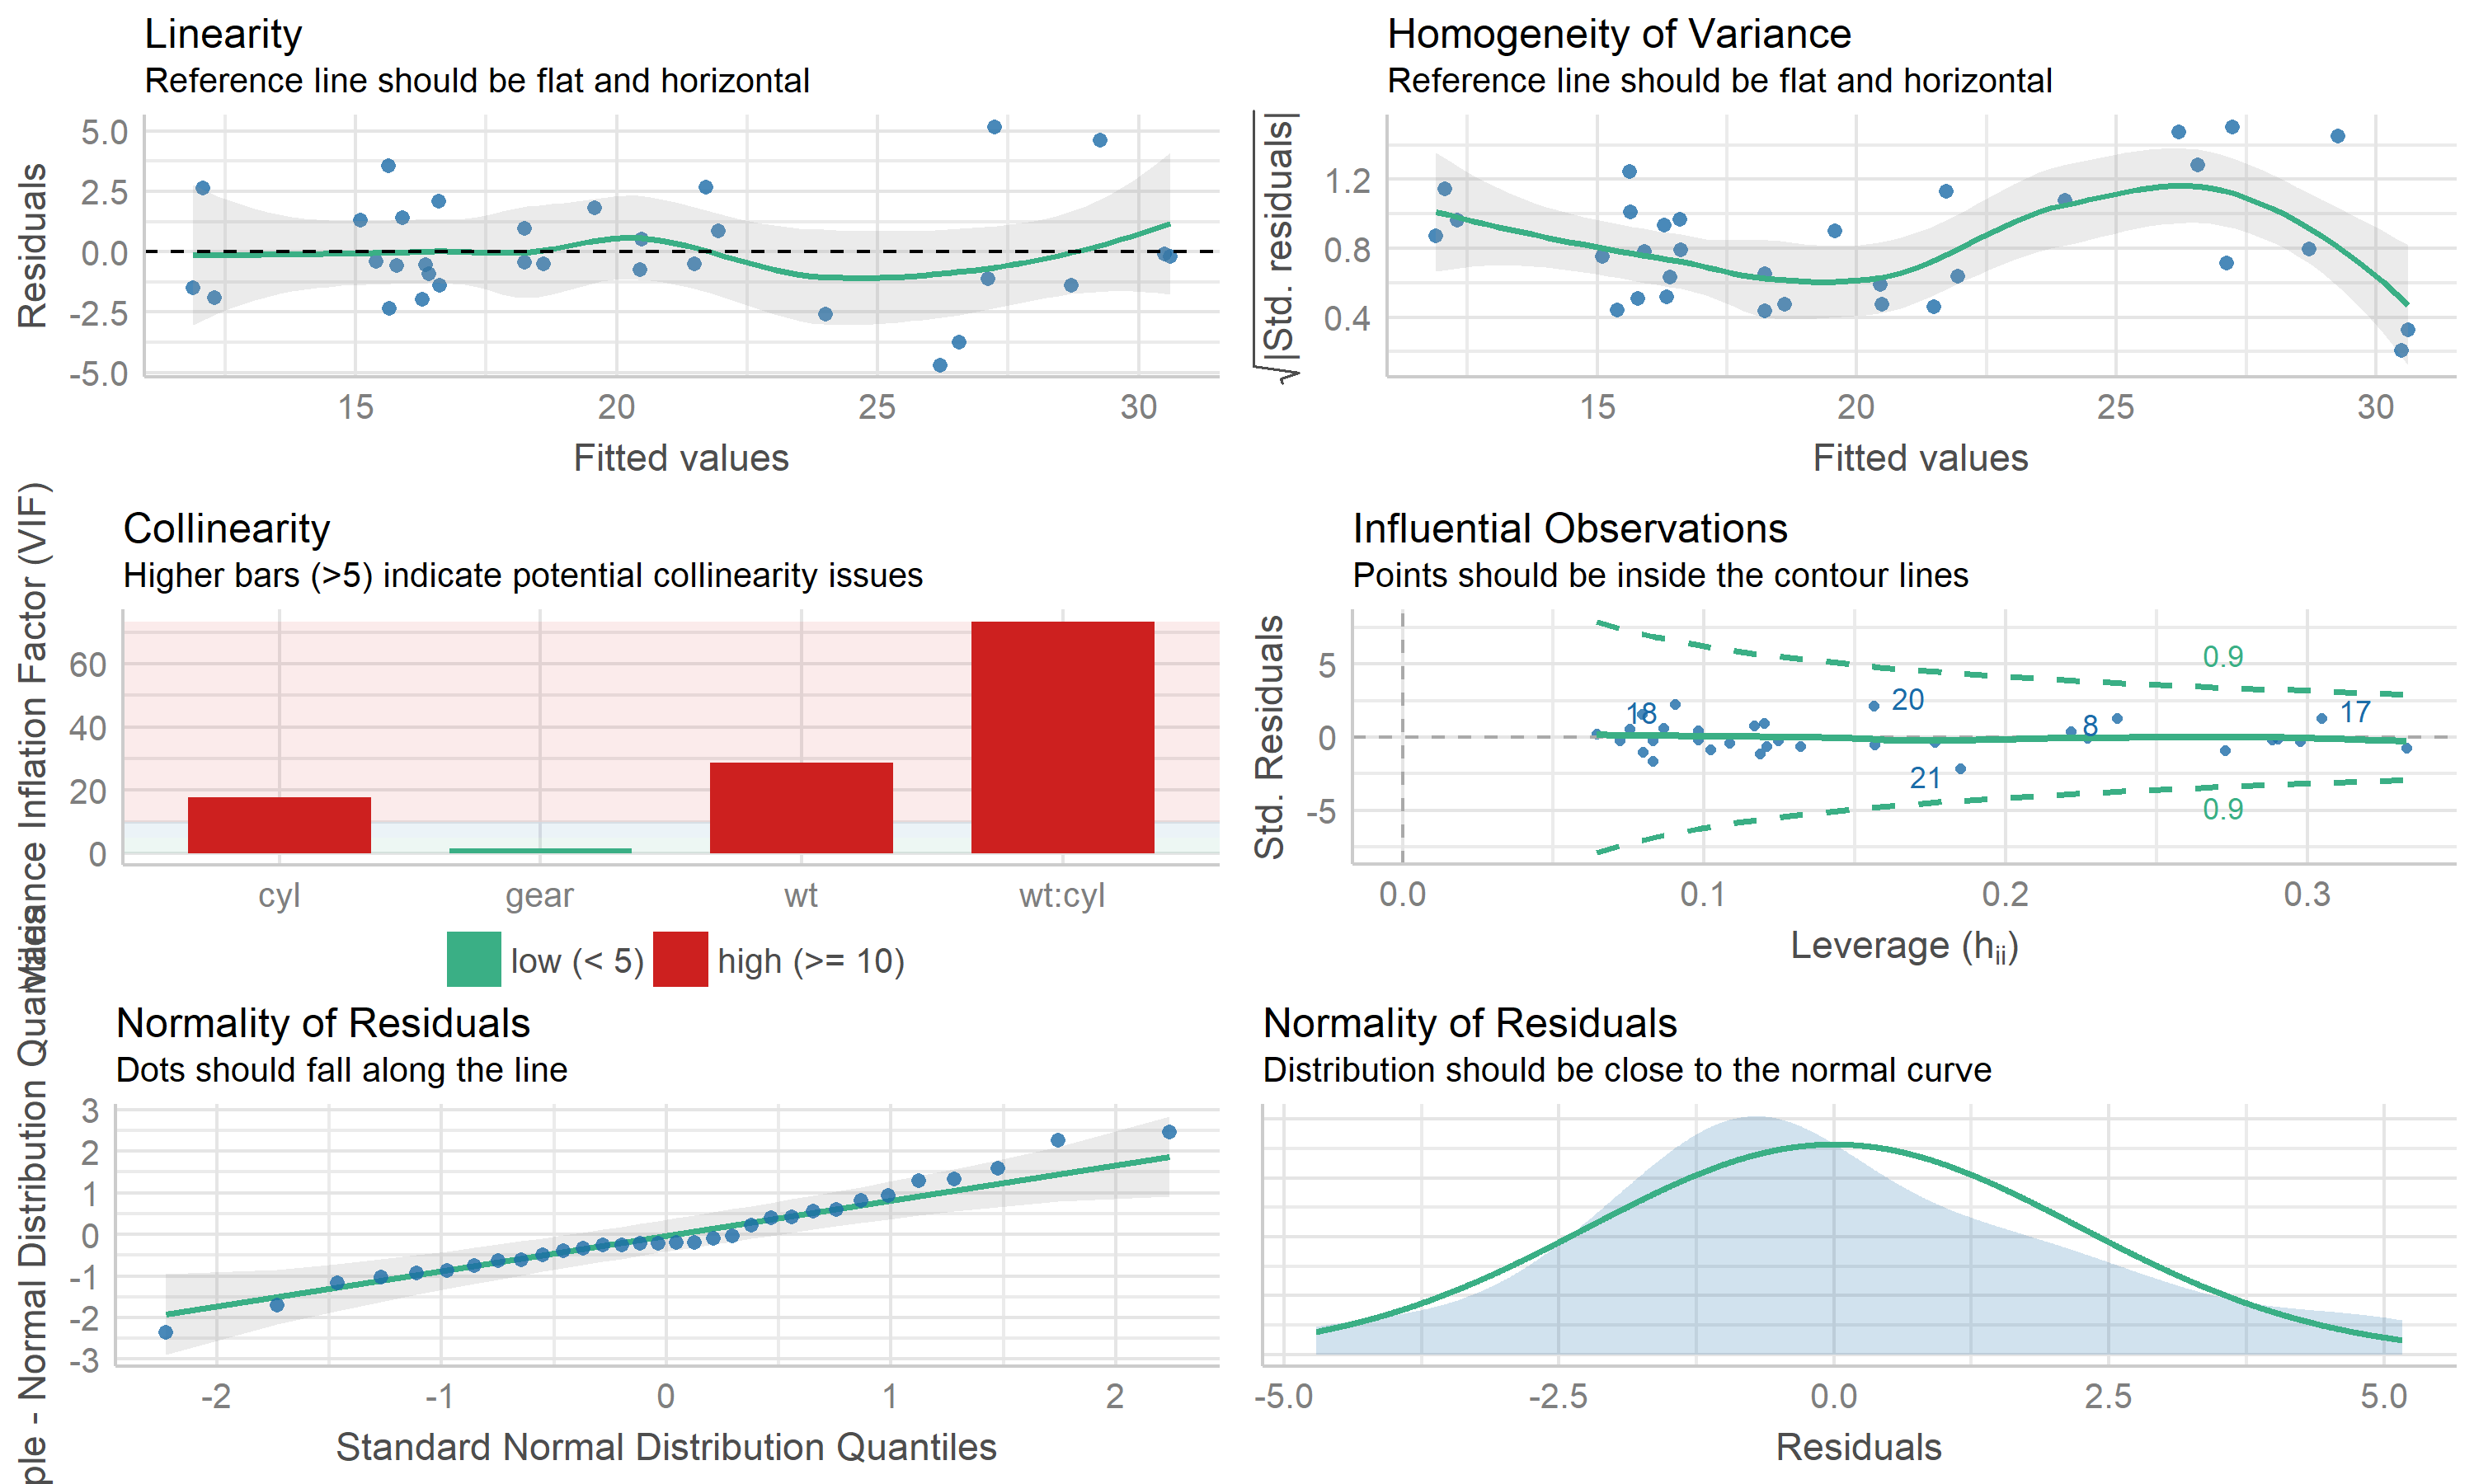 Linearity
Reference line should be flat and horizontal
5.0
2.5
0.0
-2.5
-5.0
Residuals
15 20 25 30
Fitted values
Homogeneity of Variance
Reference line should be flat and horizontal
1.2
0.8
0.4
√|Std. residuals|
15 20 25 30
Fitted values
Collinearity
Higher bars (>5) indicate potential collinearity issues
60
40
20
0
Inflation Factor (VIF)
cyl gear wt wt:cyl
low (< 5) high (>= 10)
Influential Observations
Points should be inside the contour lines
5
0
-5
Std. Residuals
0.9
18 20 8 17
21
0.9
0.0 0.1 0.2 0.3
Leverage (hii)
Normality of Residuals
Dots should fall along the line
3
2
1
0
-1
-2
-3
ple - Normal Distribution
-2 -1 0 1 2
Standard Normal Distribution Quantiles
Normality of Residuals
Distribution should be close to the normal curve
-5.0 -2.5 0.0 2.5 5.0
Residuals